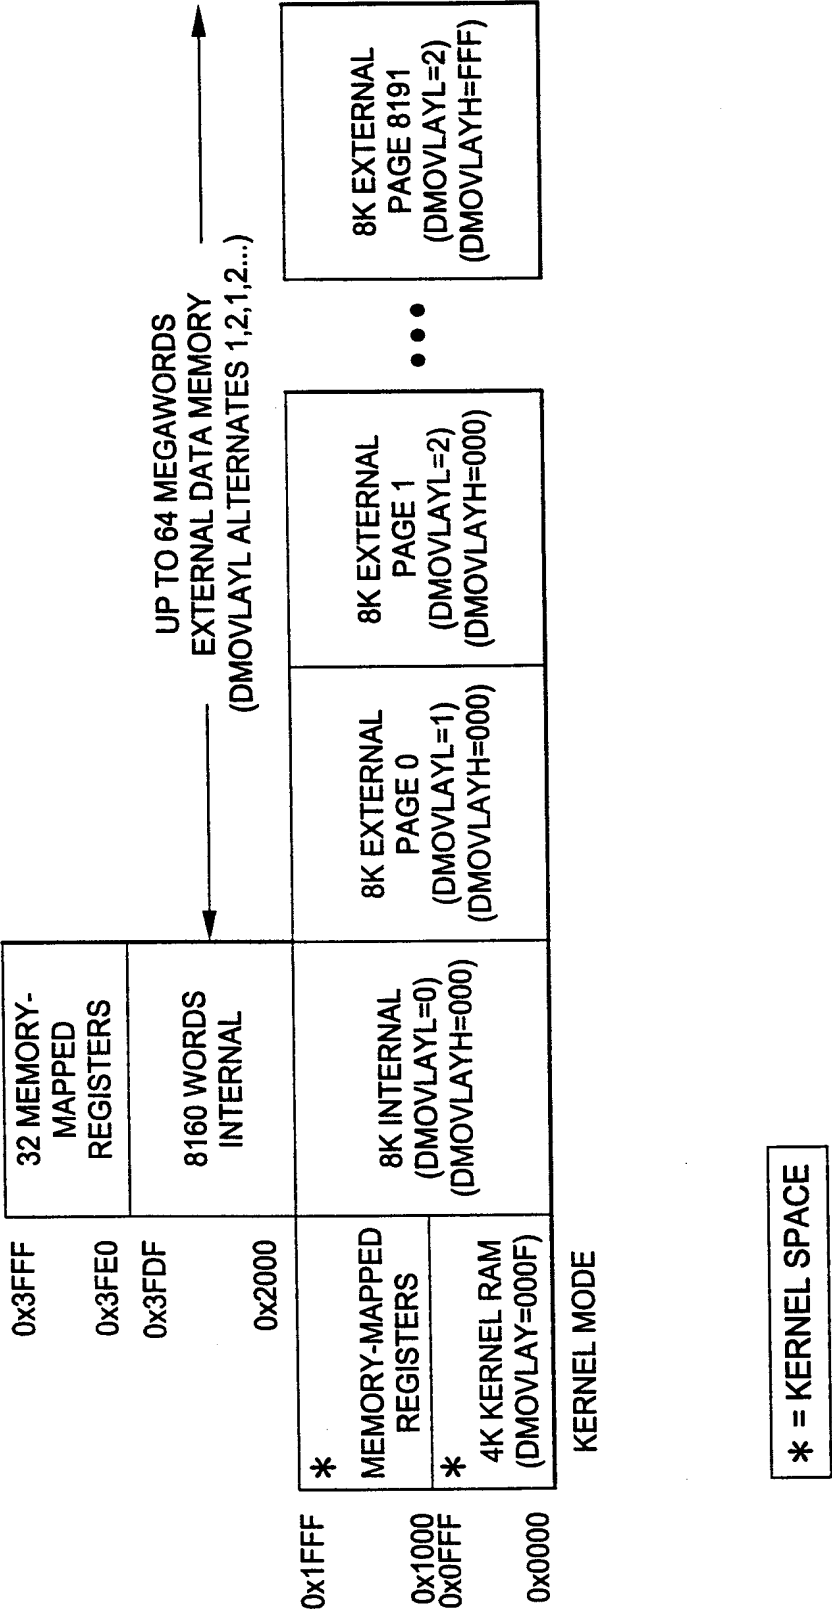 UP TO 64 MEGAWORDS
EXTERNAL DATA MEMORY
(DMOVLAYL ALTERNATES 1,2,1,2...)
0x3FFF
0x3FE0
0x3FDF
0x2000
32 MEMORY-
MAPPED
REGISTERS
8160 WORDS
INTERNAL
0x1FFF
0x1000
0x0FFF
0x0000
*
MEMORY-MAPPED
REGISTERS
*
4K KERNEL RAM
(DMOVLAY=000F)
KERNEL MODE
8K INTERNAL
(DMOVLAYL=0)
(DMOVLAYH=000)
8K EXTERNAL
PAGE 0
(DMOVLAYL=1)
(DMOVLAYH=000)
8K EXTERNAL
PAGE 1
(DMOVLAYL=2)
(DMOVLAYH=000)
•••
8K EXTERNAL
PAGE 8191
(DMOVLAYL=2)
(DMOVLAYH=FFF)
* = KERNEL SPACE